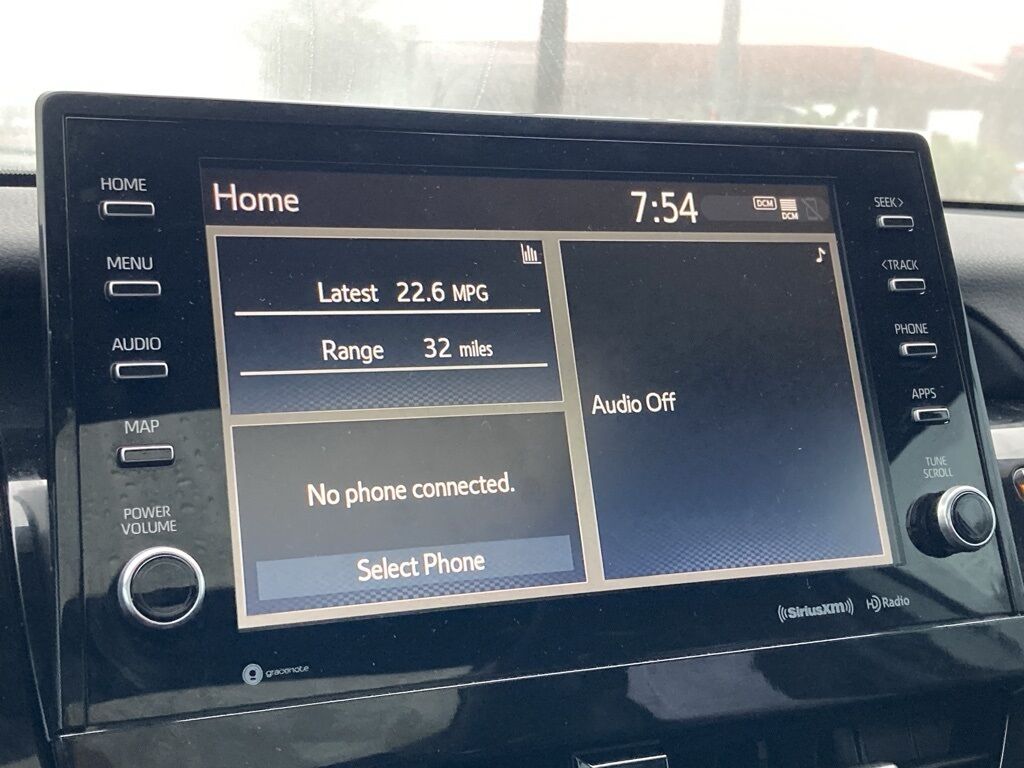 HOME
MENU
AUDIO
MAP
POWER
VOLUME
Home
7:54
DCM
DCM
Latest 22.6 MPG
Range 32 miles
No phone connected.
Select Phone
Audio Off
SEEK>
<TRACK
PHONE
APPS
TUNE
SCROLL
gracenote
((SiriusXM))
HD Radio